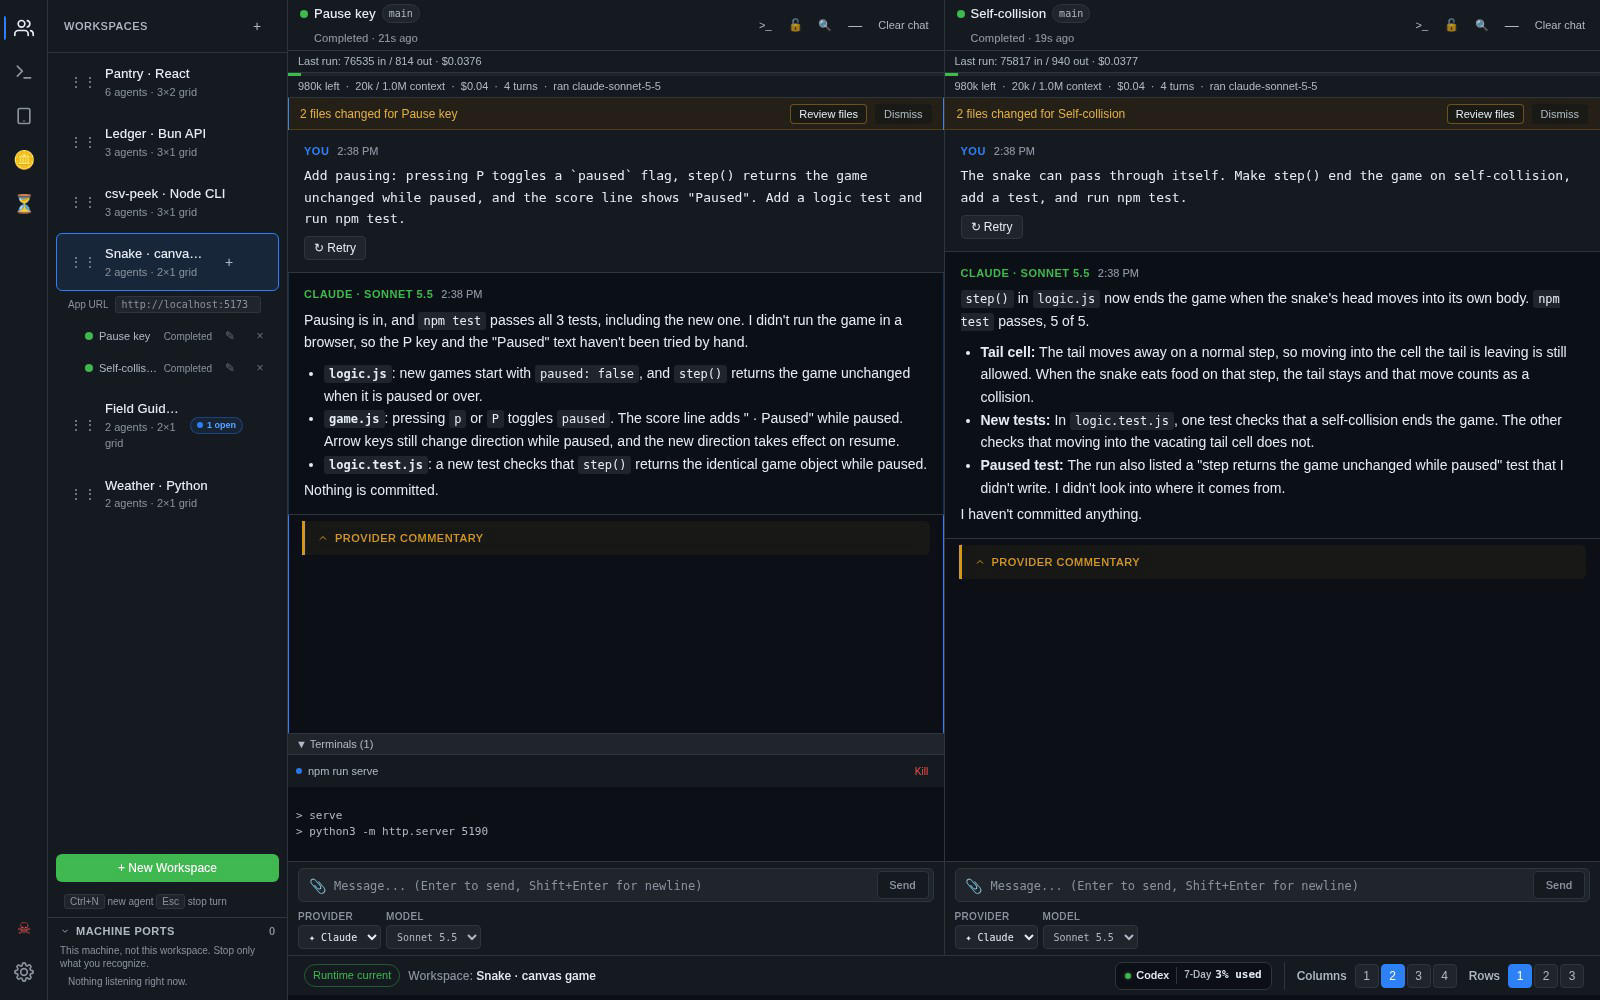 WORKSPACES
+
Pantry · React
6 agents · 3×2 grid
Ledger · Bun API
3 agents · 3×1 grid
csv-peek · Node CLI
3 agents · 3×1 grid
Snake · canva…
2 agents · 2×1 grid
+
App URL http://localhost:5173
Pause key Completed ✎ ×
Self-collis… Completed ✎ ×
Field Guid…
2 agents · 2×1
grid
1 open
Weather · Python
2 agents · 2×1 grid
+ New Workspace
Ctrl+N new agent Esc stop turn
MACHINE PORTS 0
This machine, not this workspace. Stop only
what you recognize.
Nothing listening right now.
Pause key main
Completed · 21s ago
>_ — Clear chat
Last run: 76535 in / 814 out · $0.0376
980k left · 20k / 1.0M context · $0.04 · 4 turns · ran claude-sonnet-5-5
2 files changed for Pause key Review files Dismiss
YOU 2:38 PM
Add pausing: pressing P toggles a `paused` flag, step() returns the game
unchanged while paused, and the score line shows "Paused". Add a logic test and
run npm test.
↻ Retry
CLAUDE · SONNET 5.5 2:38 PM
Pausing is in, and npm test passes all 3 tests, including the new one. I didn't run the game in a
browser, so the P key and the "Paused" text haven't been tried by hand.
• logic.js: new games start with paused: false, and step() returns the game unchanged
when it is paused or over.
• game.js: pressing p or P toggles paused. The score line adds " · Paused" while paused.
Arrow keys still change direction while paused, and the new direction takes effect on resume.
• logic.test.js: a new test checks that step() returns the identical game object while paused.
Nothing is committed.
PROVIDER COMMENTARY
▼ Terminals (1)
npm run serve Kill
> serve
> python3 -m http.server 5190
Message... (Enter to send, Shift+Enter for newline) Send
PROVIDER MODEL
✦ Claude Sonnet 5.5
Self-collision main
Completed · 19s ago
>_ — Clear chat
Last run: 75817 in / 940 out · $0.0377
980k left · 20k / 1.0M context · $0.04 · 4 turns · ran claude-sonnet-5-5
2 files changed for Self-collision Review files Dismiss
YOU 2:38 PM
The snake can pass through itself. Make step() end the game on self-collision,
add a test, and run npm test.
↻ Retry
CLAUDE · SONNET 5.5 2:38 PM
step() in logic.js now ends the game when the snake's head moves into its own body. npm
test passes, 5 of 5.
• Tail cell: The tail moves away on a normal step, so moving into the cell the tail is leaving is still
allowed. When the snake eats food on that step, the tail stays and that move counts as a
collision.
• New tests: In logic.test.js, one test checks that a self-collision ends the game. The other
checks that moving into the vacating tail cell does not.
• Paused test: The run also listed a "step returns the game unchanged while paused" test that I
didn't write. I didn't look into where it comes from.
I haven't committed anything.
PROVIDER COMMENTARY
Message... (Enter to send, Shift+Enter for newline) Send
PROVIDER MODEL
✦ Claude Sonnet 5.5
Runtime current Workspace: Snake · canvas game
Codex 7-Day 3% used Columns 1 2 3 4 Rows 1 2 3